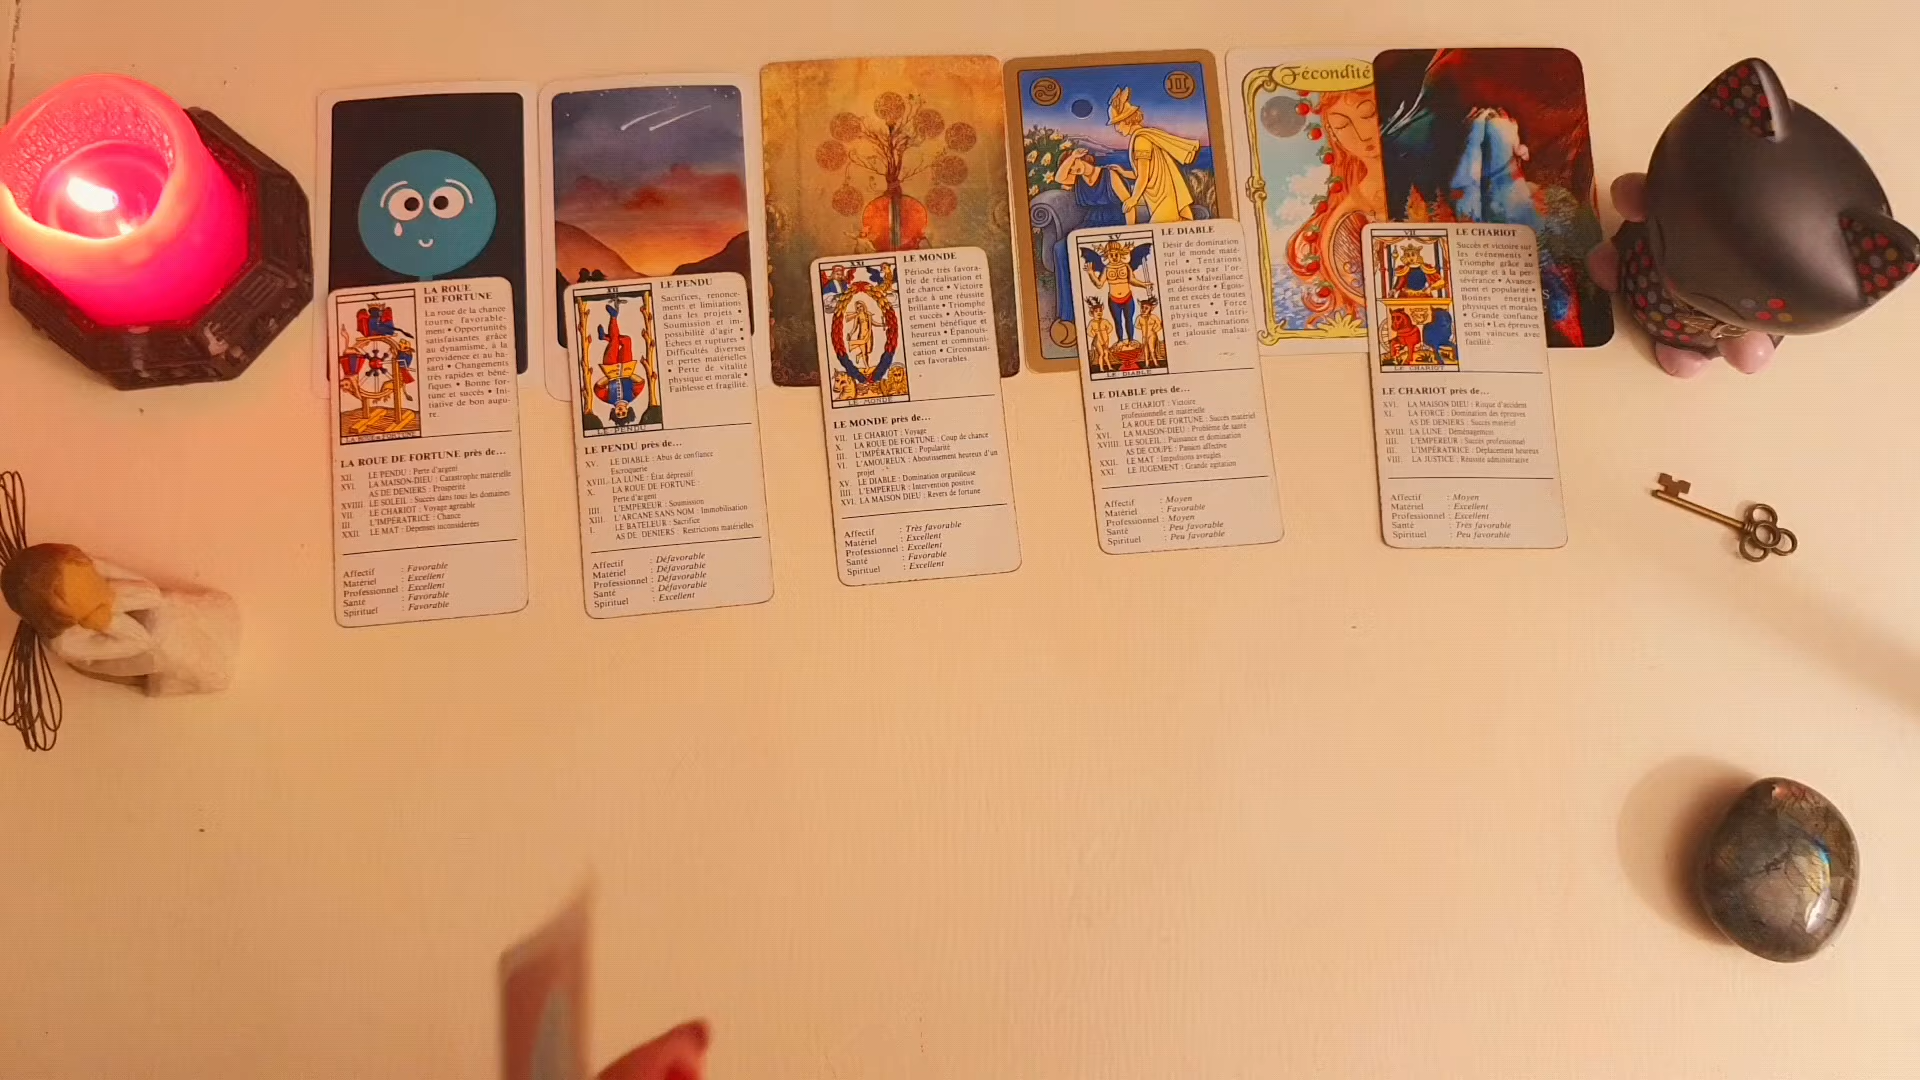 Fécondité
LA ROUE
DE FORTUNE
La roue de la chance
tourne favorable-
ment • Opportunités
satisfaisantes grâce
au dynamisme, à la
providence et au ha-
sard • Changements
très rapides et béné-
fiques • Bonne for-
tune et succès • Ini-
tiative de bon augu-
re.
LA ROUE DE FORTUNE
LA ROUE DE FORTUNE près de...
XII. LE PENDU : Perte d'argent
XVI. LA MAISON-DIEU : Catastrophe matérielle
AS DE DENIERS : Prospérité
XVIIII LE SOLEIL : Succès dans tous les domaines
VII. LE CHARIOT : Voyage agréable
III. L'IMPÉRATRICE : Chance
XXII. LE MAT : Dépenses inconsidérées
Affectif : Favorable
Matériel : Excellent
Professionnel : Excellent
Santé : Favorable
Spirituel : Favorable
XII
LE PENDU
Sacrifices, renonce-
ments et limitations
dans les projets •
Soumission et im-
possibilité d'agir •
Echecs et ruptures •
Difficultés diverses
et pertes matérielles
• Perte de vitalité
physique et morale •
Faiblesse et fragilité.
LE PENDU
LE PENDU près de...
XV. LE DIABLE : Abus de confiance
Escroquerie
XVIII. LA LUNE : État dépressif
X. LA ROUE DE FORTUNE :
Perte d'argent
IIII. L'EMPEREUR : Soumission
XIII. L'ARCANE SANS NOM : Immobilisation
I. LE BATELEUR : Sacrifice
AS DE DENIERS : Restrictions matérielles
Affectif : Défavorable
Matériel : Défavorable
Professionnel : Défavorable
Santé : Défavorable
Spirituel : Excellent
XXI
LE MONDE
Période très favora-
ble de réalisation et
de chance • Victoire
grâce à une réussite
brillante • Triomphe
et succès • Aboutis-
sement bénéfique et
heureux • Épanouis-
sement et communi-
cation • Circonstan-
ces favorables.
LE MONDE
LE MONDE près de...
VII. LE CHARIOT : Voyage
X. LA ROUE DE FORTUNE : Coup de chance
III. L'IMPÉRATRICE : Popularité
VI. L'AMOUREUX : Aboutissement heureux d'un
projet
XV. LE DIABLE : Domination orgueilleuse
IIII. L'EMPEREUR : Intervention positive
XVI. LA MAISON DIEU : Revers de fortune
Affectif : Très favorable
Matériel : Excellent
Professionnel : Excellent
Santé : Favorable
Spirituel : Excellent
XV
LE DIABLE
Désir de domination
sur le monde maté-
riel • Tentations
poussées par l'or-
gueil • Malveillance
et désordre • Égoïs-
me et excès de toutes
natures • Force
physique • Intri-
gues, machinations
et jalousie malsai-
nes.
LE DIABLE
LE DIABLE près de...
VII. LE CHARIOT : Victoire
professionnelle et matérielle
X. LA ROUE DE FORTUNE : Succès matériel
XVI. LA MAISON-DIEU : Problème de santé
XVIIII. LE SOLEIL : Puissance et domination
AS DE COUPE : Passion affective
XXII. LE MAT : Impulsions aveugles
XXI. LE JUGEMENT : Grande agitation
Affectif : Moyen
Matériel : Favorable
Professionnel : Moyen
Santé : Peu favorable
Spirituel : Peu favorable
VII
LE CHARIOT
Succès et victoire sur
les événements •
Triomphe grâce au
courage et à la per-
sévérance • Avance-
ment et popularité •
Bonnes énergies
physiques et morales
• Grande confiance
en soi • Les épreuves
sont vaincues avec
facilité.
LE CHARIOT
LE CHARIOT près de...
XVI. LA MAISON DIEU : Risque d'accident
XI. LA FORCE : Domination des épreuves
AS DE DENIERS : Succès matériel
XVIII. LA LUNE : Déménagement
IIII. L'EMPEREUR : Succès professionnel
III. L'IMPÉRATRICE : Déplacement heureux
VIII. LA JUSTICE : Réussite administrative
Affectif : Moyen
Matériel : Excellent
Professionnel : Excellent
Santé : Très favorable
Spirituel : Peu favorable